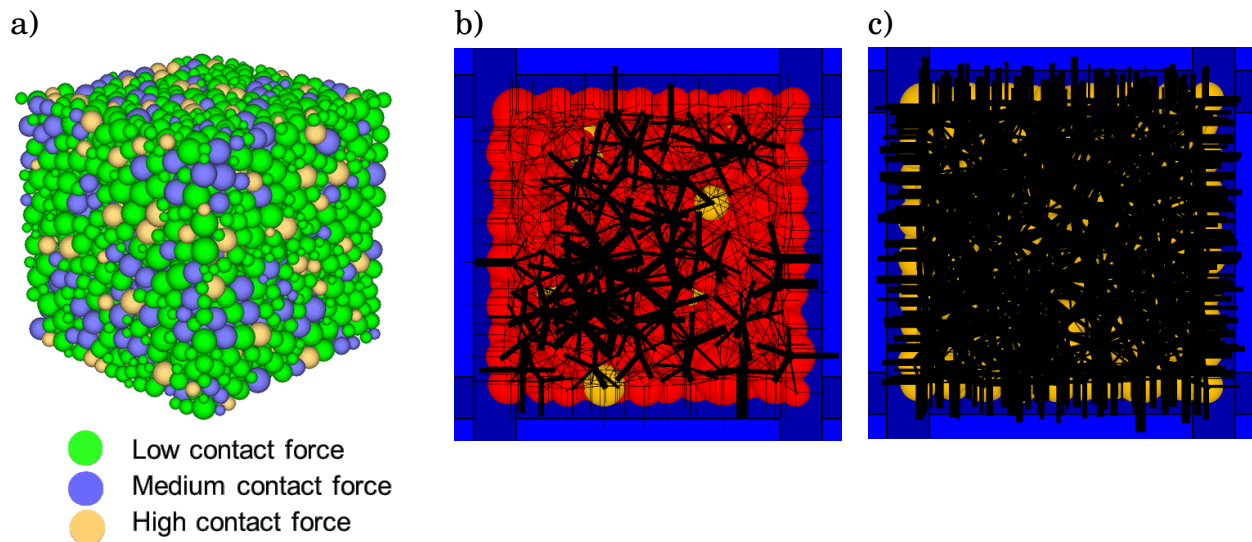 a)
b)
c)
Low contact force
Medium contact force
High contact force